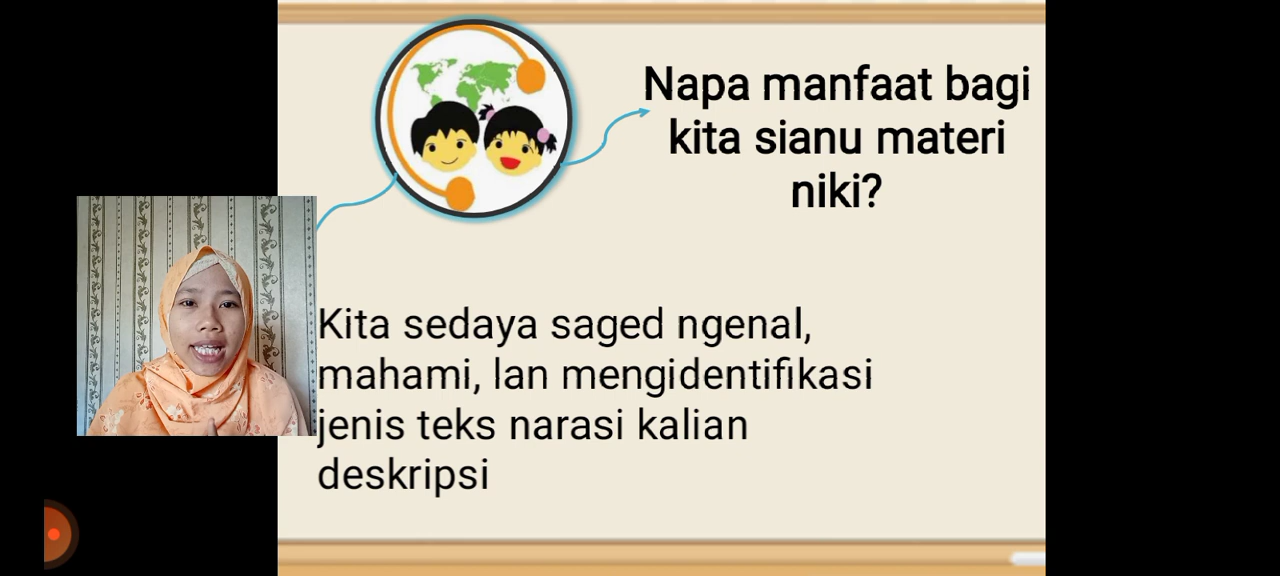 Napa manfaat bagi
kita sianu materi
niki?
Kita sedaya saged ngenal,
mahami, lan mengidentifikasi
jenis teks narasi kalian
deskripsi